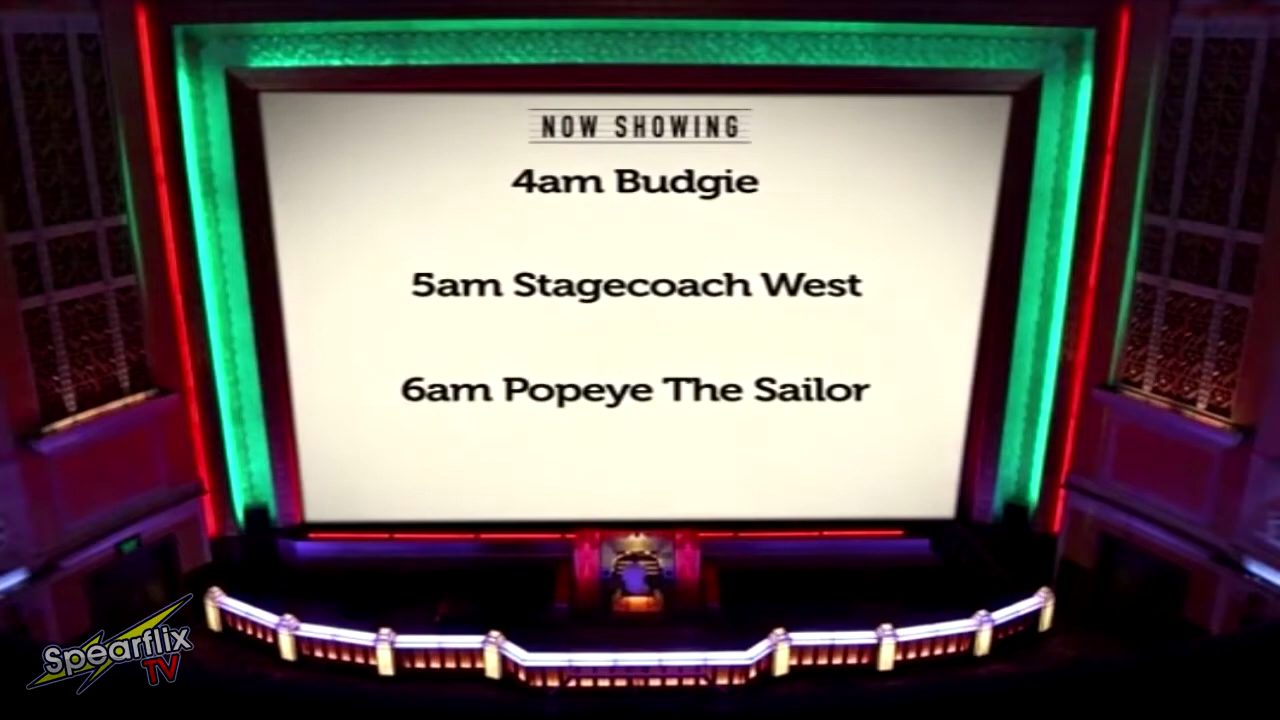 NOW SHOWING
4am Budgie
5am Stagecoach West
6am Popeye The Sailor
Spearflix
TV